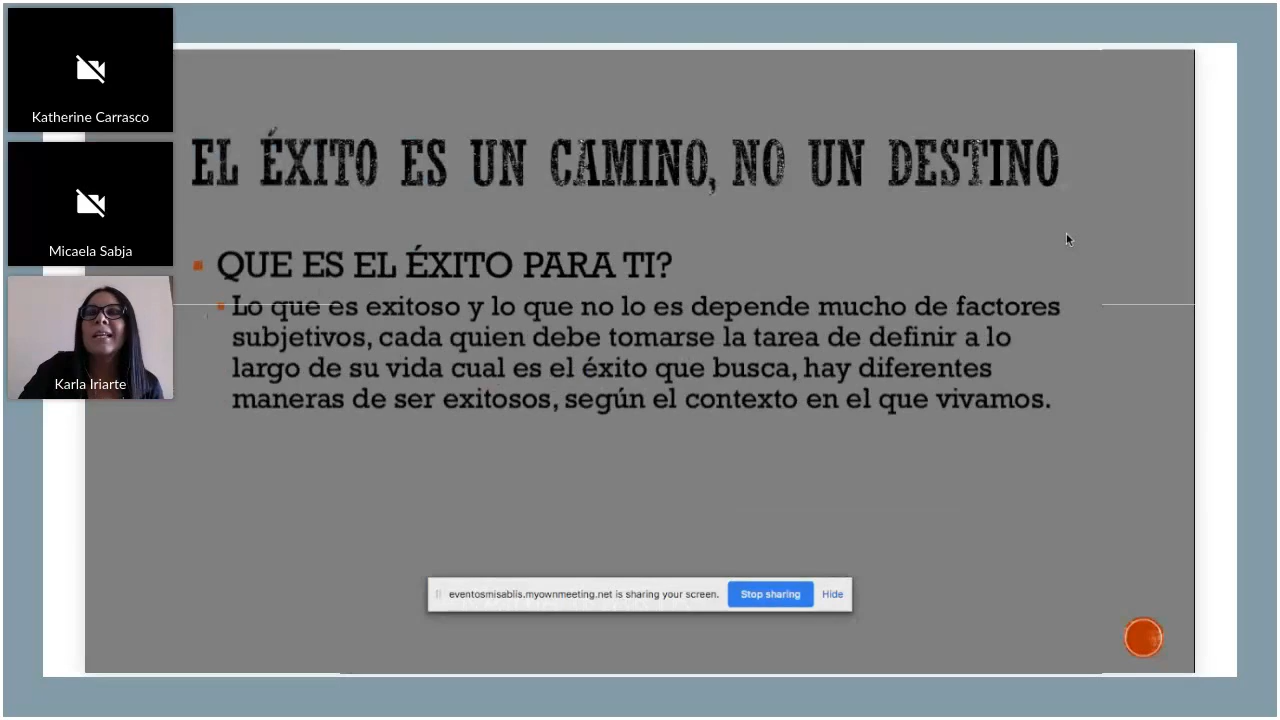 Katherine Carrasco
Micaela Sabja
Karla Iriarte
EL ÉXITO ES UN CAMINO, NO UN DESTINO
QUE ES EL ÉXITO PARA TI?
Lo que es exitoso y lo que no lo es depende mucho de factores
subjetivos, cada quien debe tomarse la tarea de definir a lo
largo de su vida cual es el éxito que busca, hay diferentes
maneras de ser exitosos, según el contexto en el que vivamos.
eventosmisablis.myownmeeting.net is sharing your screen. Stop sharing Hide